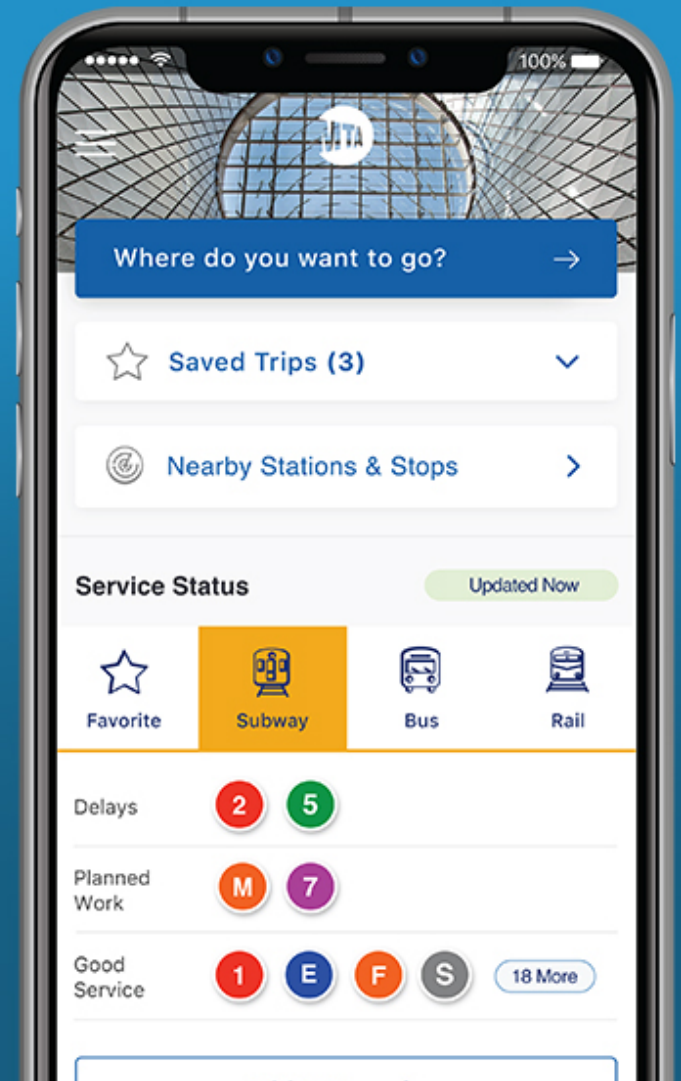 100%
MTA
Where do you want to go?
Saved Trips (3)
Nearby Stations & Stops
Service Status
Updated Now
Favorite
Subway
Bus
Rail
Delays
2 5
Planned
Work
M 7
Good
Service
1 E F S 18 More